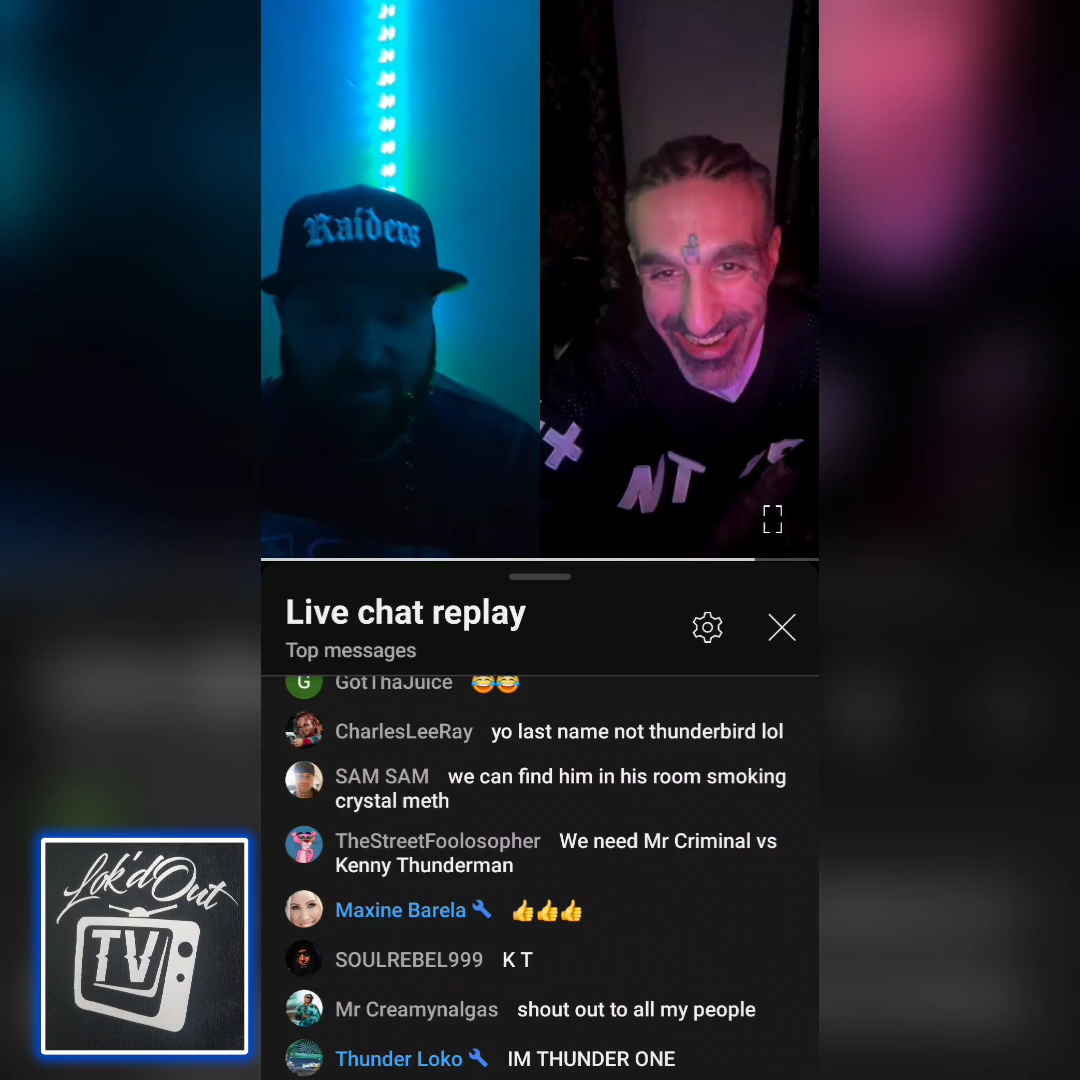 Raiders
NT
Live chat replay
Top messages
G GotThaJuice 😂😂
CharlesLeeRay yo last name not thunderbird lol
SAM SAM we can find him in his room smoking
crystal meth
TheStreetFoolosopher We need Mr Criminal vs
Kenny Thunderman
Maxine Barela 👍👍👍
SOULREBEL999 K T
Mr Creamynalgas shout out to all my people
Thunder Loko IM THUNDER ONE
Lok'dOut
TV